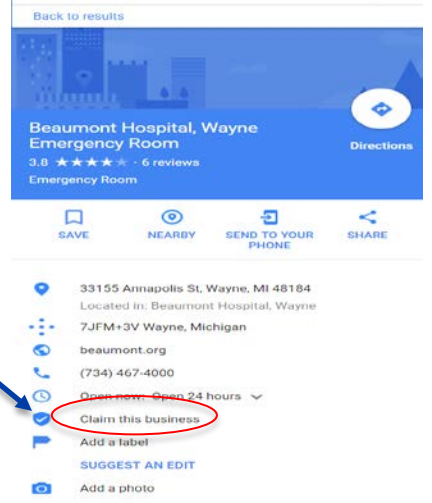 Back to results
Beaumont Hospital, Wayne
Emergency Room
3.8 ★★★★★ · 6 reviews
Emergency Room
Directions
SAVE
NEARBY
SEND TO YOUR
PHONE
SHARE
33155 Annapolis St, Wayne, MI 48184
Located in: Beaumont Hospital, Wayne
7JFM+3V Wayne, Michigan
beaumont.org
(734) 467-4000
Open now: Open 24 hours
Claim this business
Add a label
SUGGEST AN EDIT
Add a photo